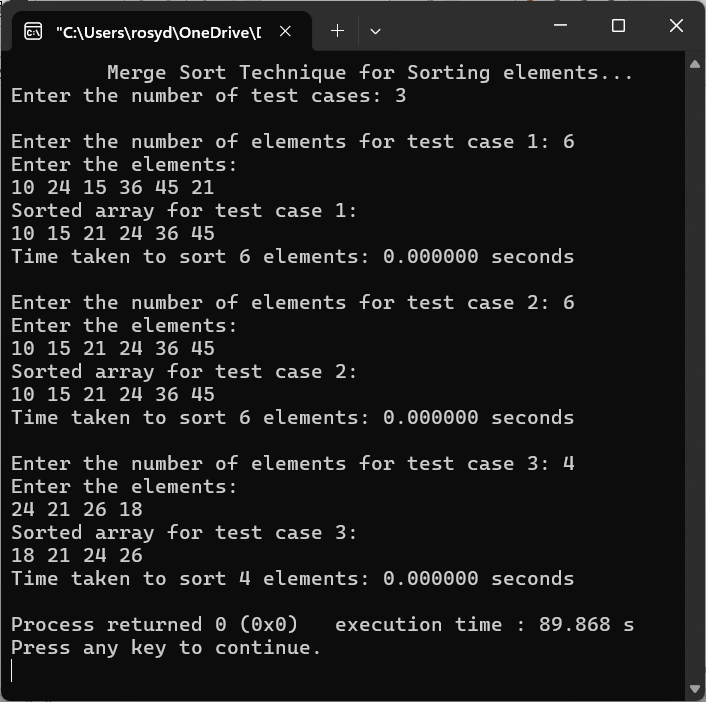 "C:\Users\rosyd\OneDrive\[
Merge Sort Technique for Sorting elements...
Enter the number of test cases: 3
Enter the number of elements for test case 1: 6
Enter the elements:
10 24 15 36 45 21
Sorted array for test case 1:
10 15 21 24 36 45
Time taken to sort 6 elements: 0.000000 seconds
Enter the number of elements for test case 2: 6
Enter the elements:
10 15 21 24 36 45
Sorted array for test case 2:
10 15 21 24 36 45
Time taken to sort 6 elements: 0.000000 seconds
Enter the number of elements for test case 3: 4
Enter the elements:
24 21 26 18
Sorted array for test case 3:
18 21 24 26
Time taken to sort 4 elements: 0.000000 seconds
Process returned 0 (0x0)   execution time : 89.868 s
Press any key to continue.